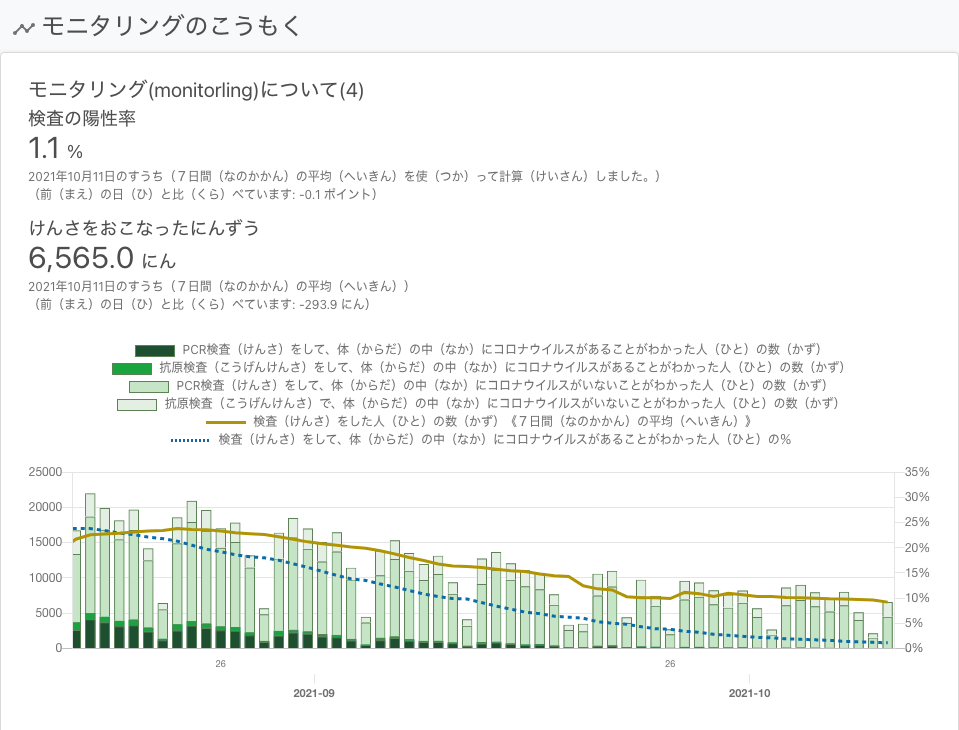 モニタリングのこうもく
モニタリング(monitorling)について(4)
検査の陽性率
1.1 %
2021年10月11日のすうち（７日間（なのかかん）の平均（へいきん）を使（つか）って計算（けいさん）しました。）
（前（まえ）の日（ひ）と比（くら）べています: -0.1 ポイント）
けんさをおこなったにんずう
6,565.0 にん
2021年10月11日のすうち（７日間（なのかかん）の平均（へいきん））
（前（まえ）の日（ひ）と比（くら）べています: -293.9 にん）
PCR検査（けんさ）をして、体（からだ）の中（なか）にコロナウイルスがあることがわかった人（ひと）の数（かず）
抗原検査（こうげんけんさ）をして、体（からだ）の中（なか）にコロナウイルスがあることがわかった人（ひと）の数（かず）
PCR検査（けんさ）をして、体（からだ）の中（なか）にコロナウイルスがいないことがわかった人（ひと）の数（かず）
抗原検査（こうげんけんさ）で、体（からだ）の中（なか）にコロナウイルスがいないことがわかった人（ひと）の数（かず）
検査（けんさ）をした人（ひと）の数（かず）《７日間（なのかかん）の平均（へいきん）》
検査（けんさ）をして、体（からだ）の中（なか）にコロナウイルスがあることがわかった人（ひと）の%
25000 35%
30%
20000
25%
15000 20%
15%
10000
10%
5000
5%
0 0%
26 26
2021-09 2021-10